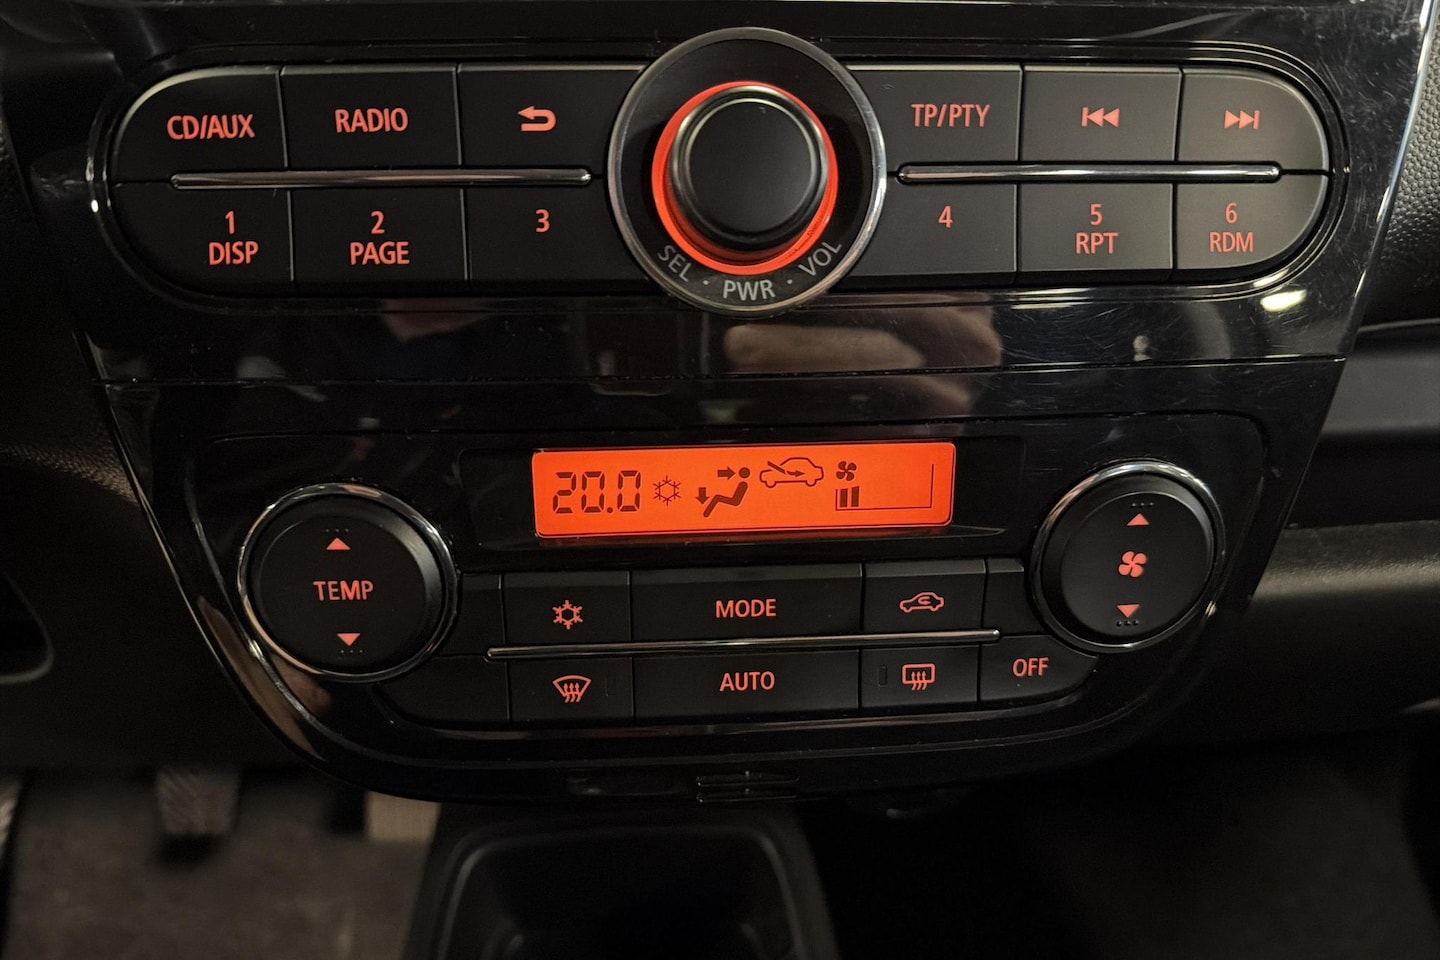 CD/AUX
RADIO
TP/PTY
1
DISP
2
PAGE
3
4
5
RPT
6
RDM
SEL · PWR · VOL
20.0
TEMP
MODE
AUTO
OFF